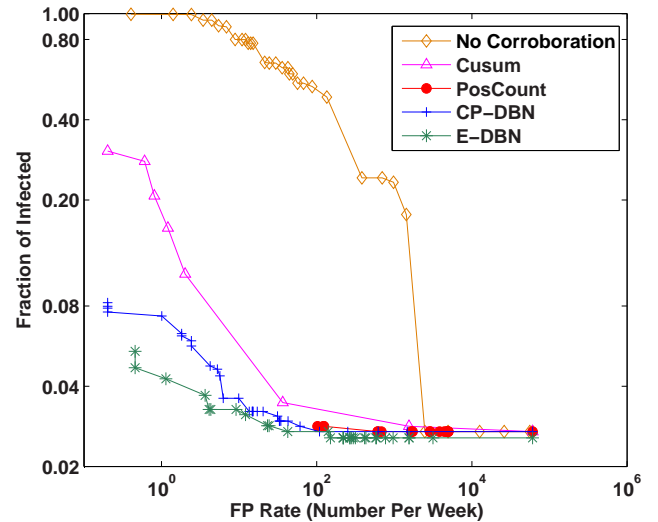 1.00
0.80
0.40
0.20
0.08
0.04
0.02
Fraction of Infected
No Corroboration
Cusum
PosCount
CP-DBN
E-DBN
10^0
10^2
10^4
10^6
FP Rate (Number Per Week)